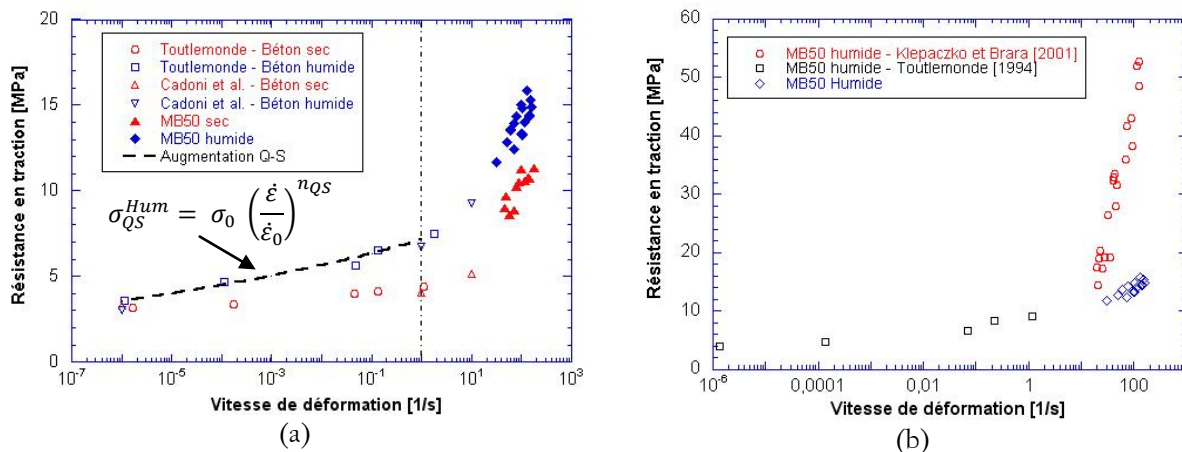 20
15
10
5
0
Résistance en traction [MPa]
Toutlemonde - Béton sec
Toutlemonde - Béton humide
Cadoni et al. - Béton sec
Cadoni et al. - Béton humide
MB50 sec
MB50 humide
Augmentation Q-S
σ_{QS}^{Hum} = σ_0 (ε̇/ε̇_0)^{n_{QS}}
10^{-7} 10^{-5} 10^{-3} 10^{-1} 10^{1} 10^{3}
Vitesse de déformation [1/s]
(a)
60
50
40
30
20
10
0
Résistance en traction [MPa]
MB50 humide - Klepaczko et Brara [2001]
MB50 humide - Toutlemonde [1994]
MB50 Humide
10^{-6} 0,0001 0,01 1 100
Vitesse de déformation [1/s]
(b)